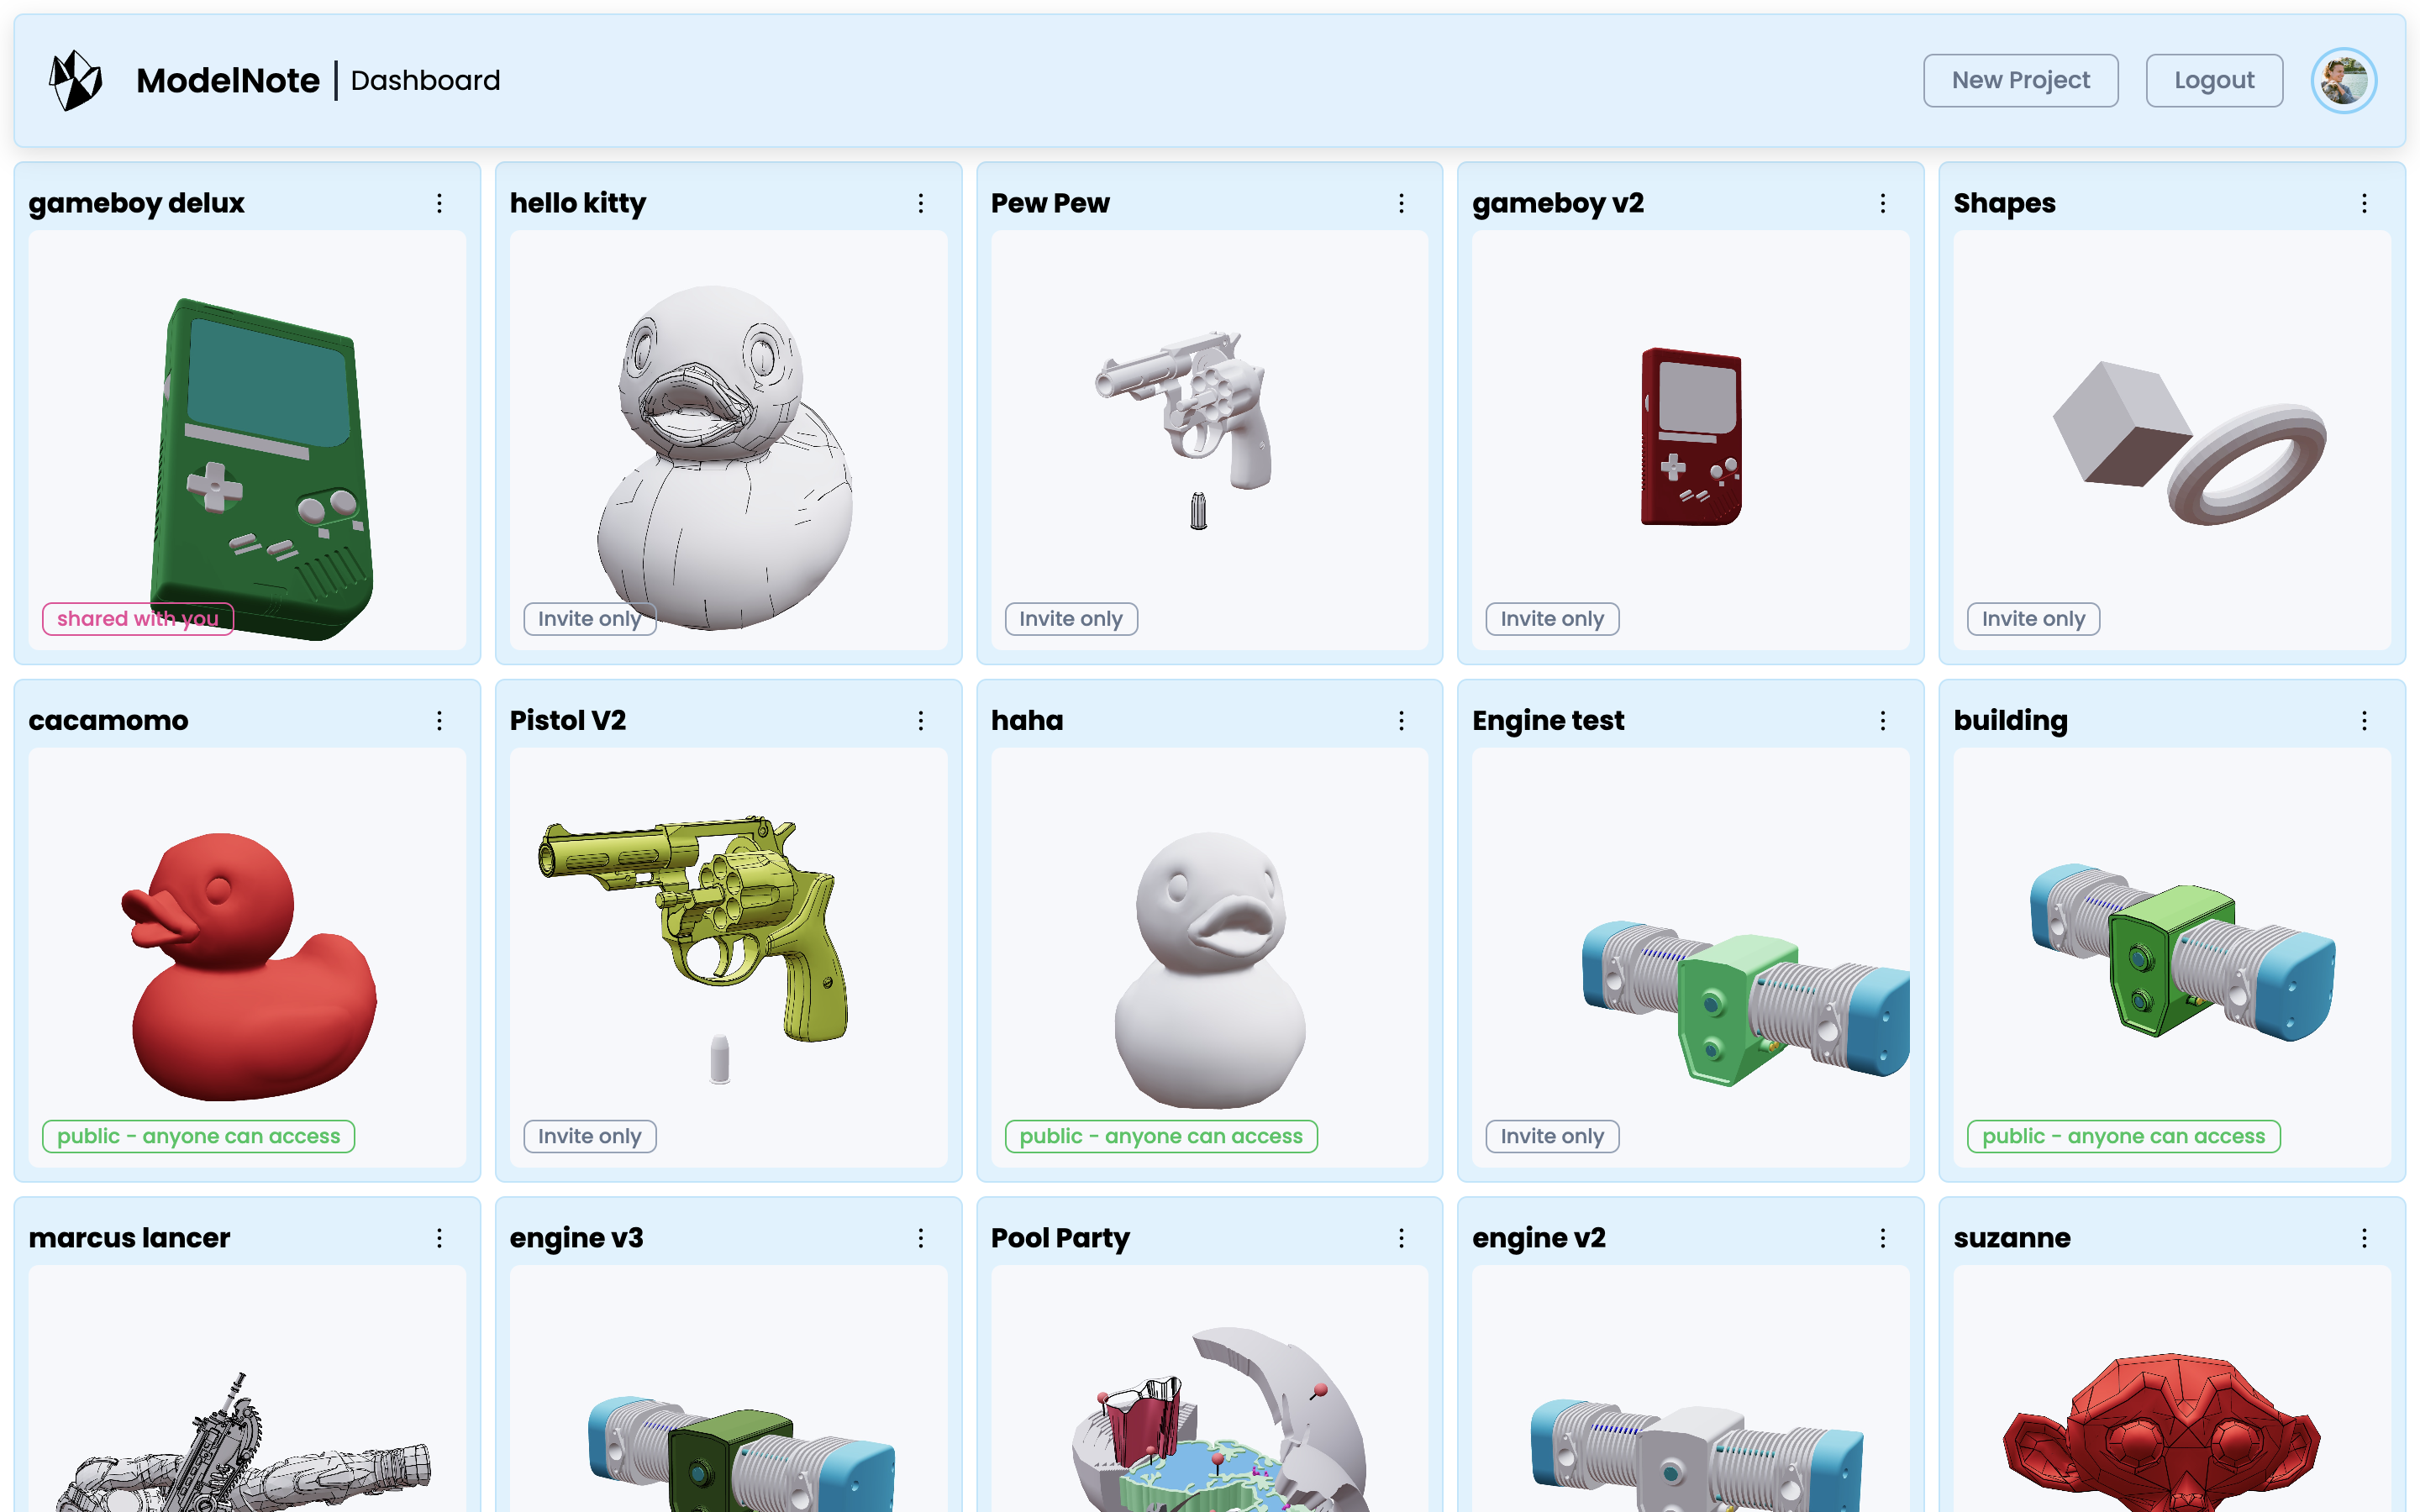 ModelNote | Dashboard
New Project
Logout
gameboy delux
hello kitty
Pew Pew
gameboy v2
Shapes
shared with you
Invite only
Invite only
Invite only
Invite only
cacamomo
Pistol V2
haha
Engine test
building
public - anyone can access
Invite only
public - anyone can access
Invite only
public - anyone can access
marcus lancer
engine v3
Pool Party
engine v2
suzanne